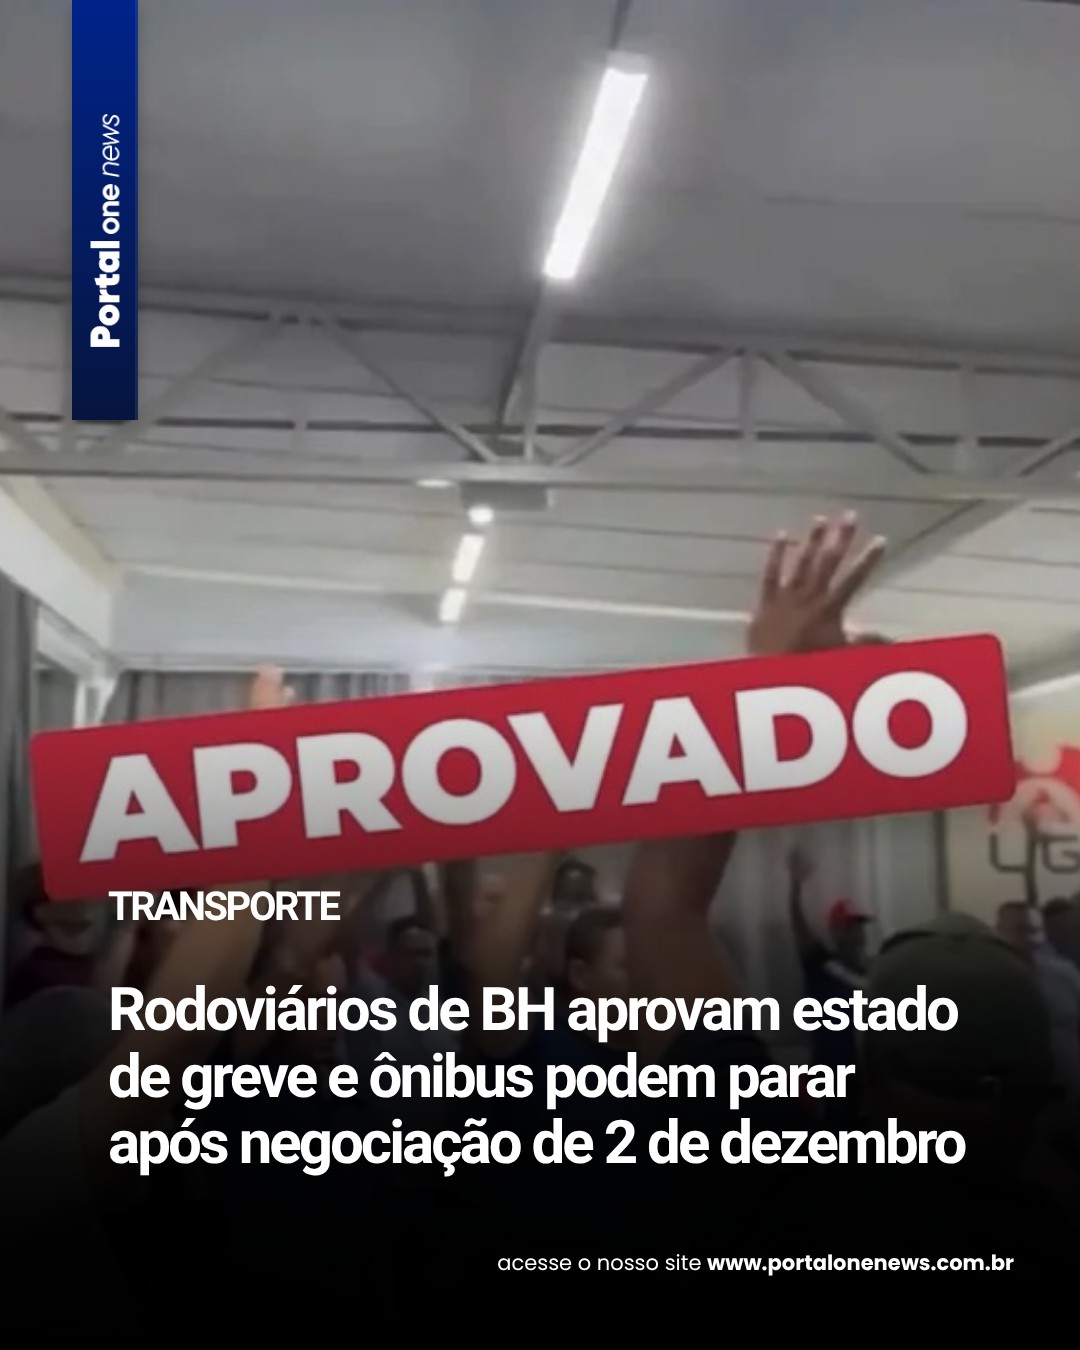 Portal one news
APROVADO
TRANSPORTE
Rodoviários de BH aprovam estado
de greve e ônibus podem parar
após negociação de 2 de dezembro
acesse o nosso site www.portalonenews.com.br